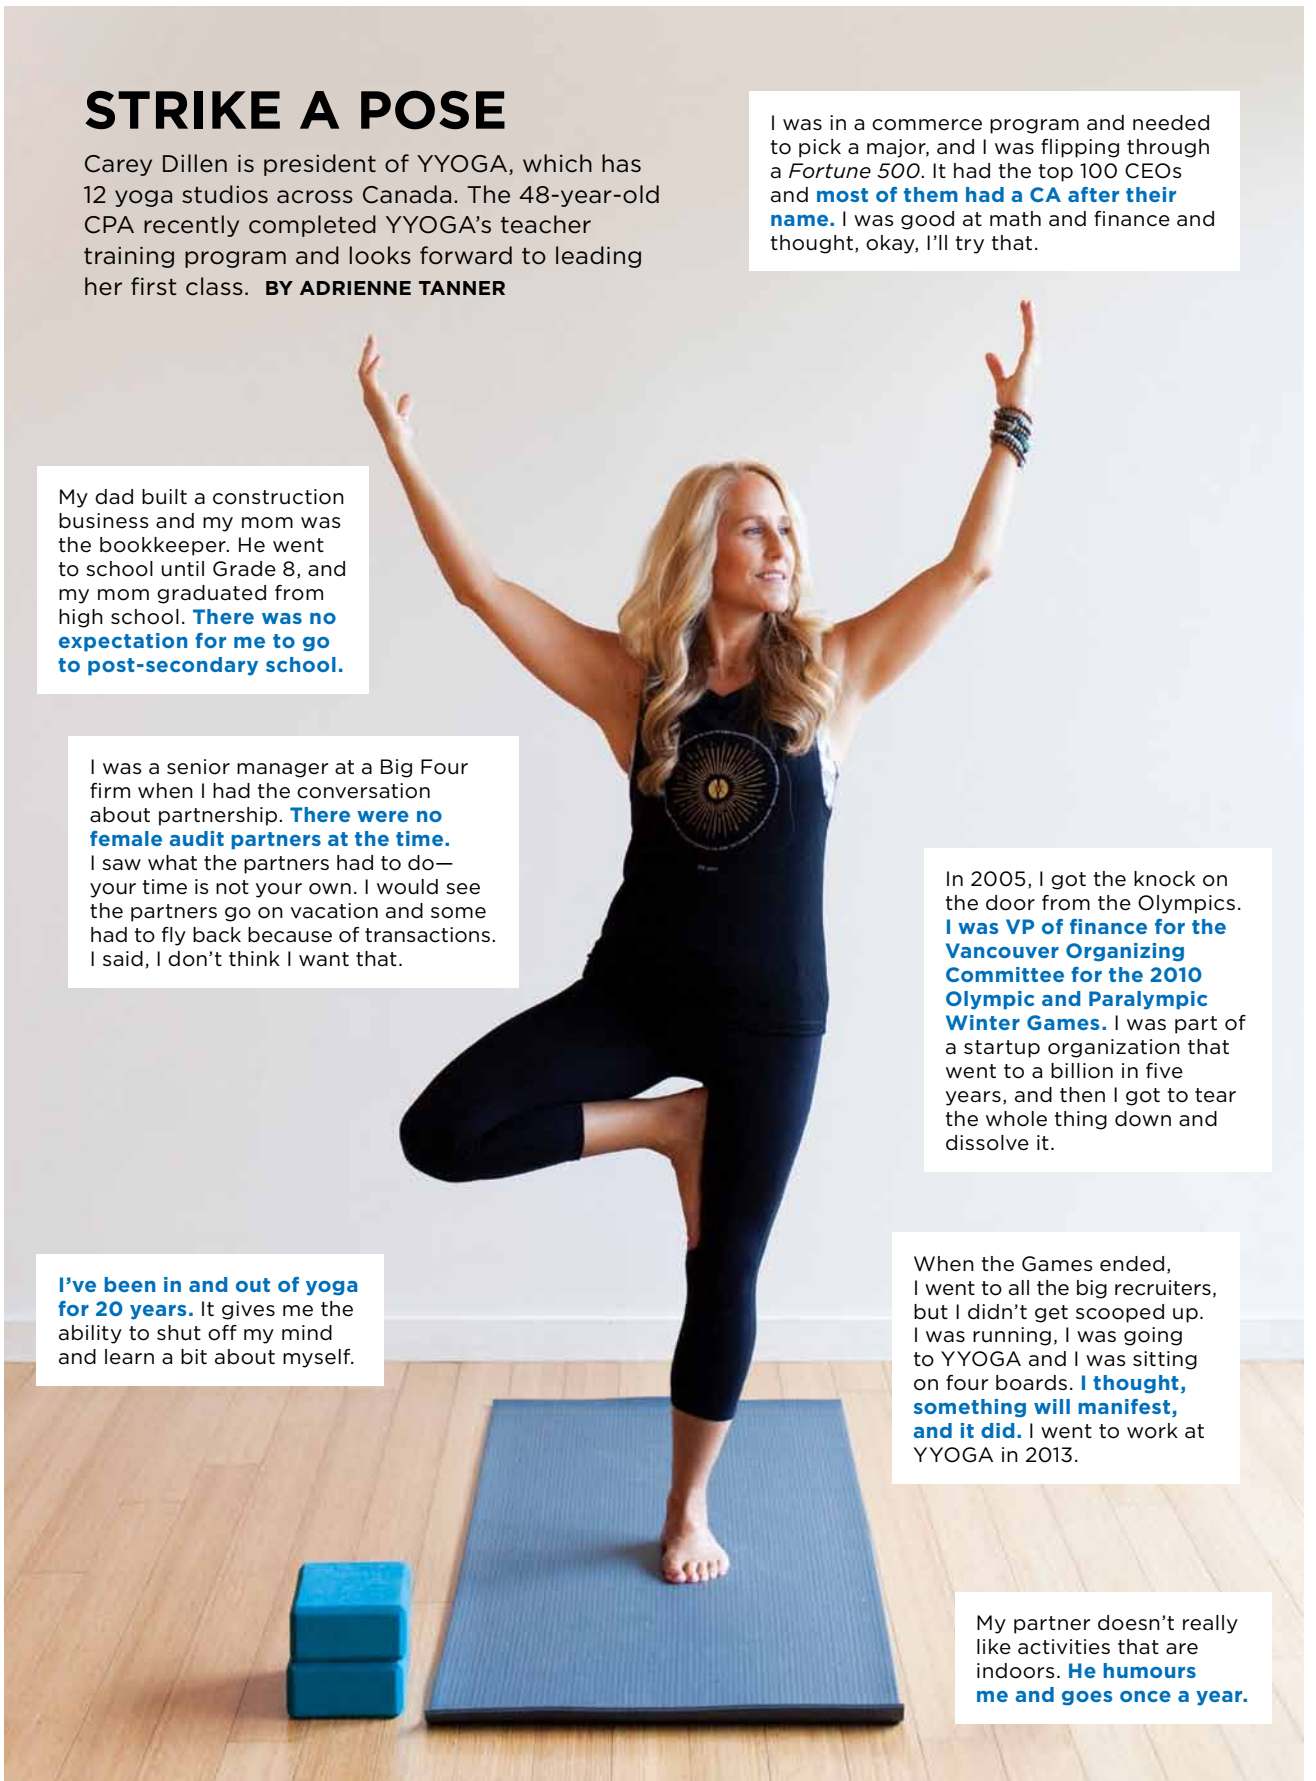 STRIKE A POSE
Carey Dillen is president of YYOGA, which has
12 yoga studios across Canada. The 48-year-old
CPA recently completed YYOGA’s teacher
training program and looks forward to leading
her first class. BY ADRIENNE TANNER
I was in a commerce program and needed
to pick a major, and I was flipping through
a Fortune 500. It had the top 100 CEOs
and most of them had a CA after their
name. I was good at math and finance and
thought, okay, I’ll try that.
My dad built a construction
business and my mom was
the bookkeeper. He went
to school until Grade 8, and
my mom graduated from
high school. There was no
expectation for me to go
to post-secondary school.
I was a senior manager at a Big Four
firm when I had the conversation
about partnership. There were no
female audit partners at the time.
I saw what the partners had to do—
your time is not your own. I would see
the partners go on vacation and some
had to fly back because of transactions.
I said, I don’t think I want that.
In 2005, I got the knock on
the door from the Olympics.
I was VP of finance for the
Vancouver Organizing
Committee for the 2010
Olympic and Paralympic
Winter Games. I was part of
a startup organization that
went to a billion in five
years, and then I got to tear
the whole thing down and
dissolve it.
I’ve been in and out of yoga
for 20 years. It gives me the
ability to shut off my mind
and learn a bit about myself.
When the Games ended,
I went to all the big recruiters,
but I didn’t get scooped up.
I was running, I was going
to YYOGA and I was sitting
on four boards. I thought,
something will manifest,
and it did. I went to work at
YYOGA in 2013.
My partner doesn’t really
like activities that are
indoors. He humours
me and goes once a year.